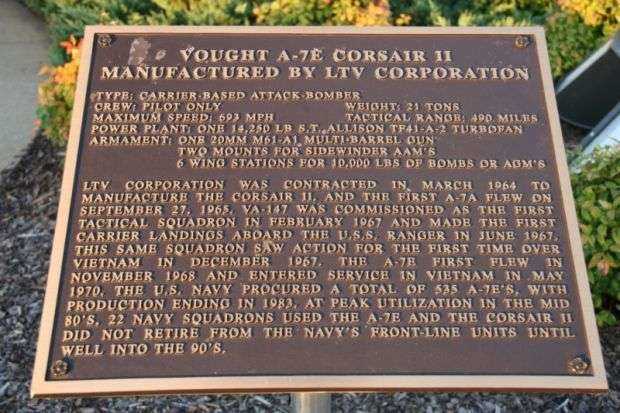 VOUGHT A-7E CORSAIR II
MANUFACTURED BY LTV CORPORATION
TYPE: CARRIER-BASED ATTACK-BOMBER
CREW: PILOT ONLY WEIGHT: 21 TONS
MAXIMUM SPEED: 693 MPH TACTICAL RANGE: 490 MILES
POWER PLANT: ONE 14,250 LB S.T. ALLISON TF41-A-2 TURBOFAN
ARMAMENT: ONE 20MM M61-A1 MULTI-BARREL GUN
TWO MOUNTS FOR SIDEWINDER AAM'S
6 WING STATIONS FOR 10,000 LBS OF BOMBS OR AGM'S
LTV CORPORATION WAS CONTRACTED IN MARCH 1964 TO
MANUFACTURE THE CORSAIR II, AND THE FIRST A-7A FLEW ON
SEPTEMBER 27, 1965. VA-147 WAS COMMISSIONED AS THE FIRST
TACTICAL SQUADRON IN FEBRUARY 1967 AND MADE THE FIRST
CARRIER LANDINGS ABOARD THE U.S.S. RANGER IN JUNE 1967.
THIS SAME SQUADRON SAW ACTION FOR THE FIRST TIME OVER
VIETNAM IN DECEMBER 1967. THE A-7E FIRST FLEW IN
NOVEMBER 1968 AND ENTERED SERVICE IN VIETNAM IN MAY
1970. THE U.S. NAVY PROCURED A TOTAL OF 535 A-7E'S, WITH
PRODUCTION ENDING IN 1983. AT PEAK UTILIZATION IN THE MID
80'S, 22 NAVY SQUADRONS USED THE A-7E AND THE CORSAIR II
DID NOT RETIRE FROM THE NAVY'S FRONT-LINE UNITS UNTIL
WELL INTO THE 90'S.